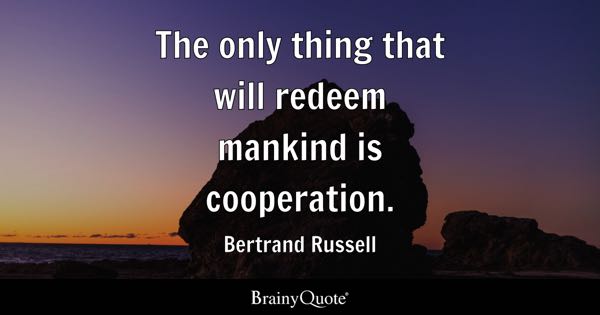 The only thing that
will redeem
mankind is
cooperation.
Bertrand Russell
BrainyQuote®